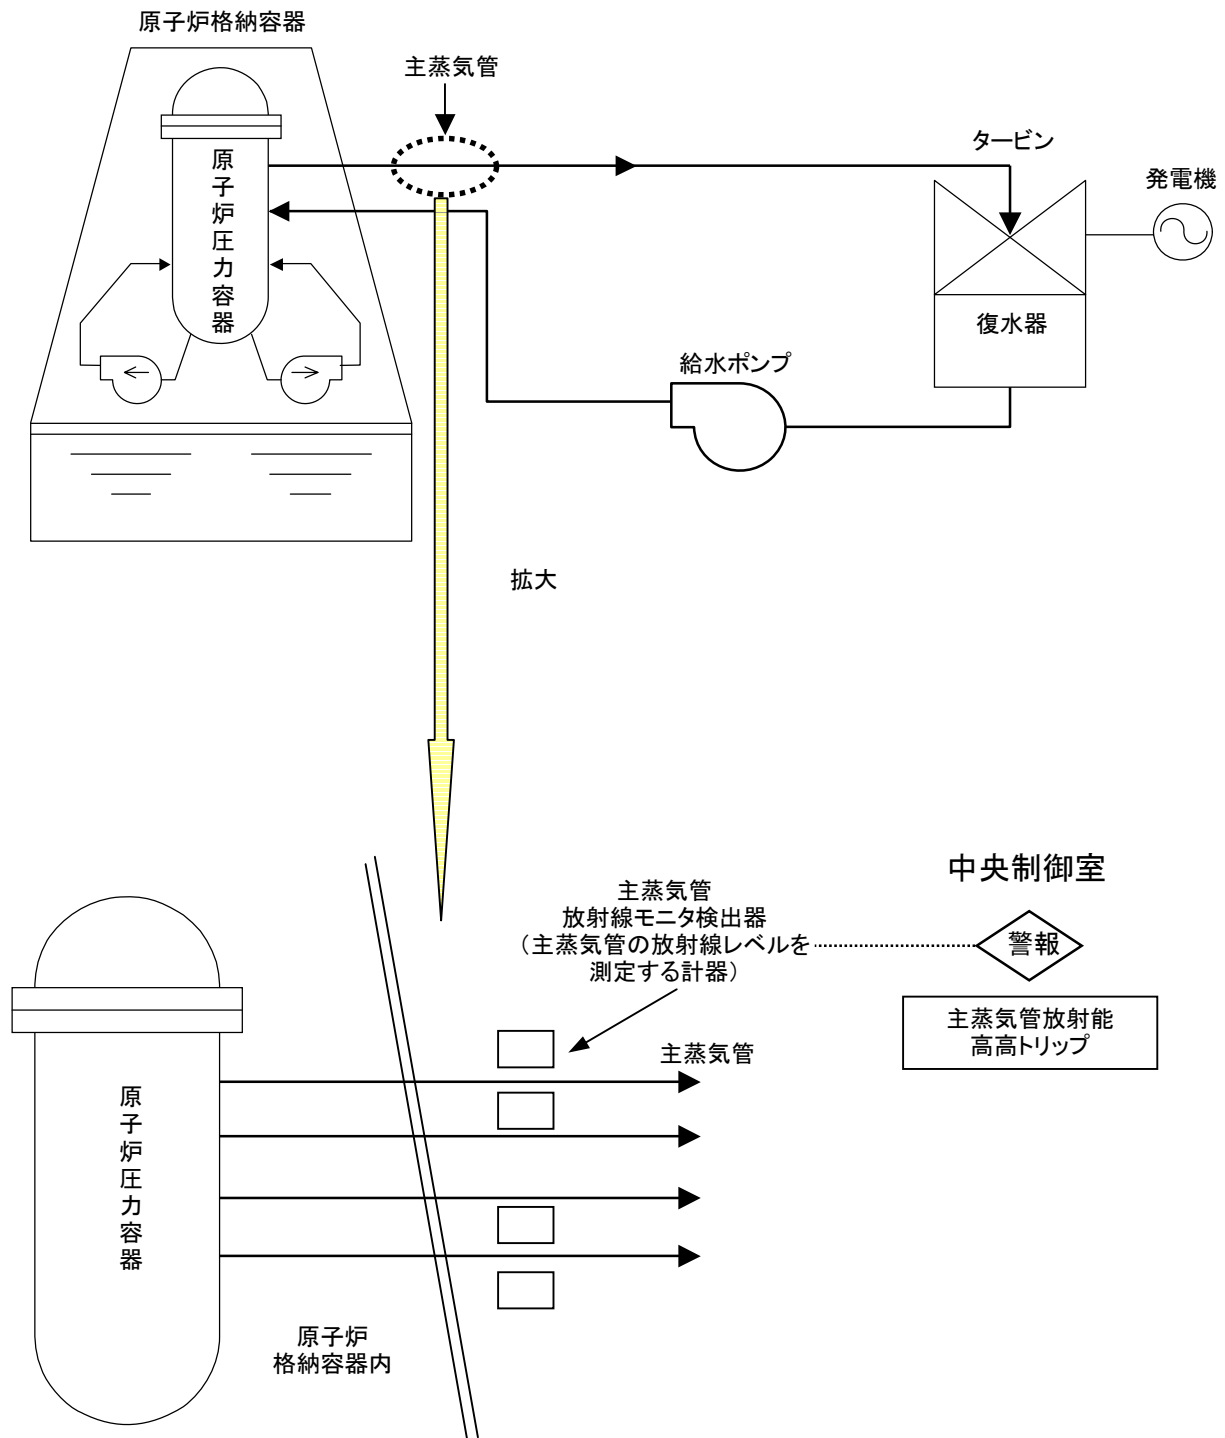 原子炉格納容器
主蒸気管
タービン
発電機
原子炉圧力容器
復水器
給水ポンプ
拡大
中央制御室
主蒸気管
放射線モニタ検出器
（主蒸気管の放射線レベルを
測定する計器）
警報
主蒸気管放射能
高高トリップ
主蒸気管
原子炉圧力容器
原子炉
格納容器内